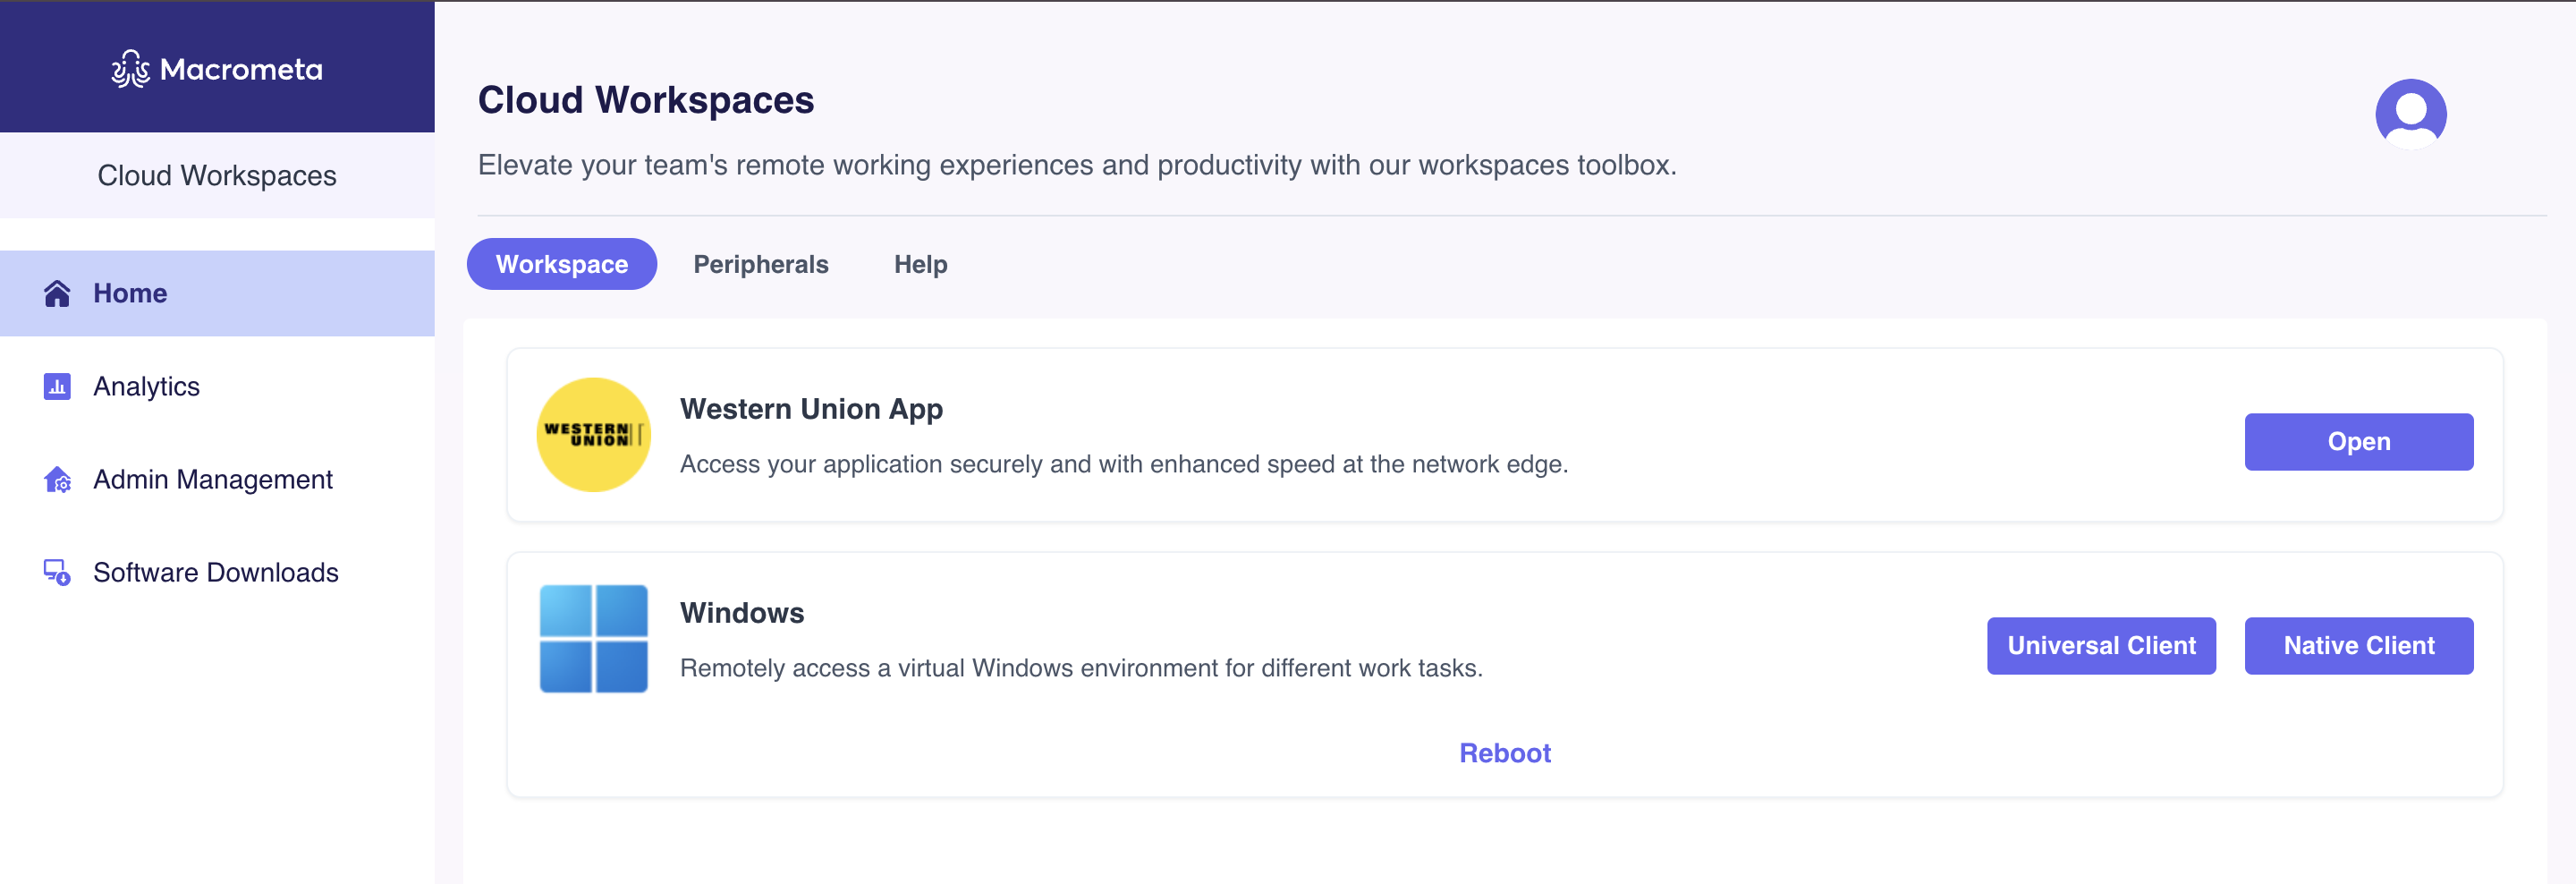 Macrometa
Cloud Workspaces
Home
Analytics
Admin Management
Software Downloads
Cloud Workspaces
Elevate your team's remote working experiences and productivity with our workspaces toolbox.
Workspace
Peripherals
Help
WESTERN
UNION
Western Union App
Access your application securely and with enhanced speed at the network edge.
Open
Windows
Remotely access a virtual Windows environment for different work tasks.
Universal Client
Native Client
Reboot